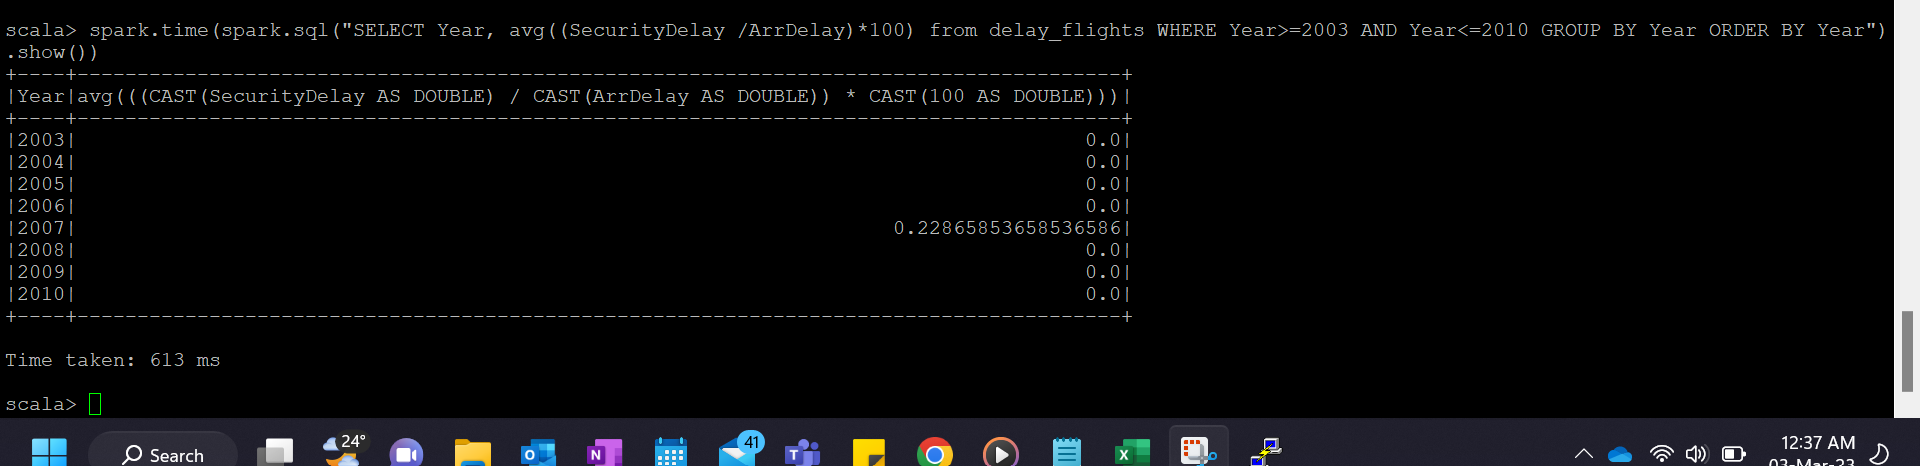 scala> spark.time(spark.sql("SELECT Year, avg((SecurityDelay /ArrDelay)*100) from delay_flights WHERE Year>=2003 AND Year<=2010 GROUP BY Year ORDER BY Year")
.show())
+----+---------------------------------------------------------------------------------------+
|Year|avg(((CAST(SecurityDelay AS DOUBLE) / CAST(ArrDelay AS DOUBLE)) * CAST(100 AS DOUBLE)))|
+----+---------------------------------------------------------------------------------------+
|2003| 0.0|
|2004| 0.0|
|2005| 0.0|
|2006| 0.0|
|2007| 0.22865853658536586|
|2008| 0.0|
|2009| 0.0|
|2010| 0.0|
+----+---------------------------------------------------------------------------------------+
Time taken: 613 ms
scala>
24°
41
Search
12:37 AM
03-Mar-23